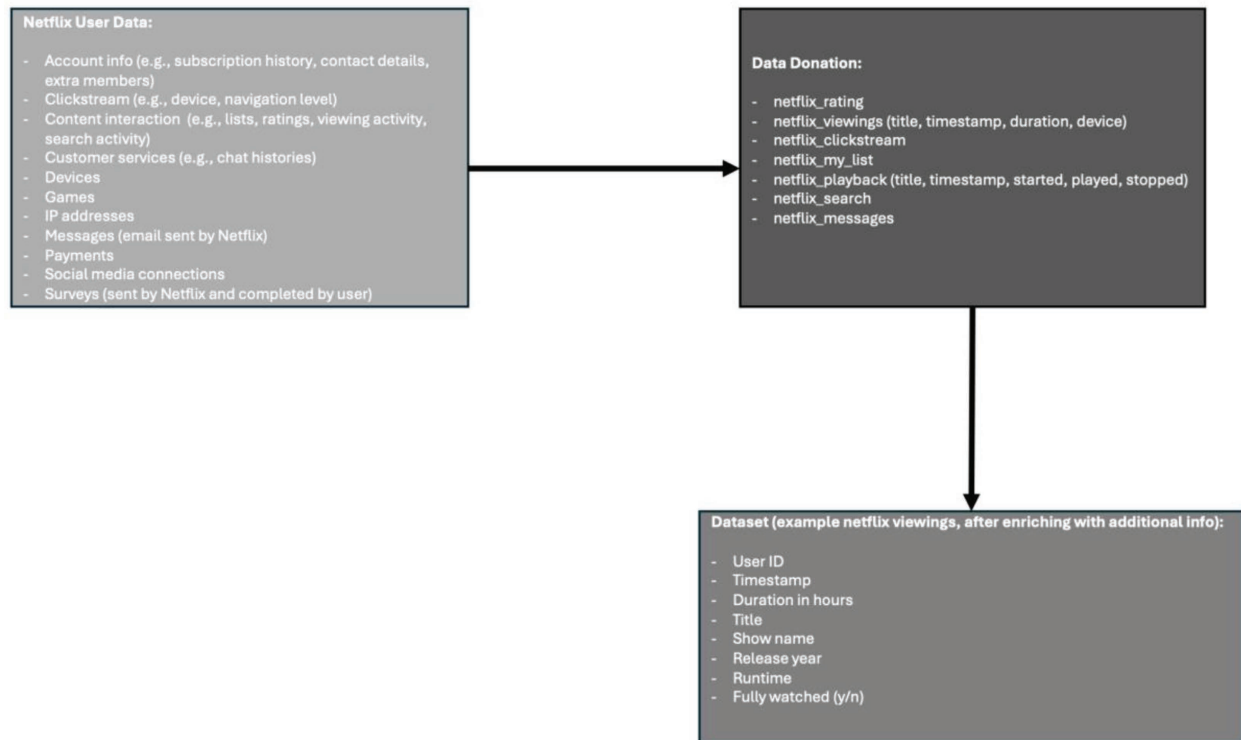 Netflix User Data:
- Account info (e.g., subscription history, contact details,
extra members)
- Clickstream (e.g., device, navigation level)
- Content interaction (e.g., lists, ratings, viewing activity,
search activity)
- Customer services (e.g., chat histories)
- Devices
- Games
- IP addresses
- Messages (email sent by Netflix)
- Payments
- Social media connections
- Surveys (sent by Netflix and completed by user)
Data Donation:
- netflix_rating
- netflix_viewings (title, timestamp, duration, device)
- netflix_clickstream
- netflix_my_list
- netflix_playback (title, timestamp, started, played, stopped)
- netflix_search
- netflix_messages
Dataset (example netflix viewings, after enriching with additional info):
- User ID
- Timestamp
- Duration in hours
- Title
- Show name
- Release year
- Runtime
- Fully watched (y/n)